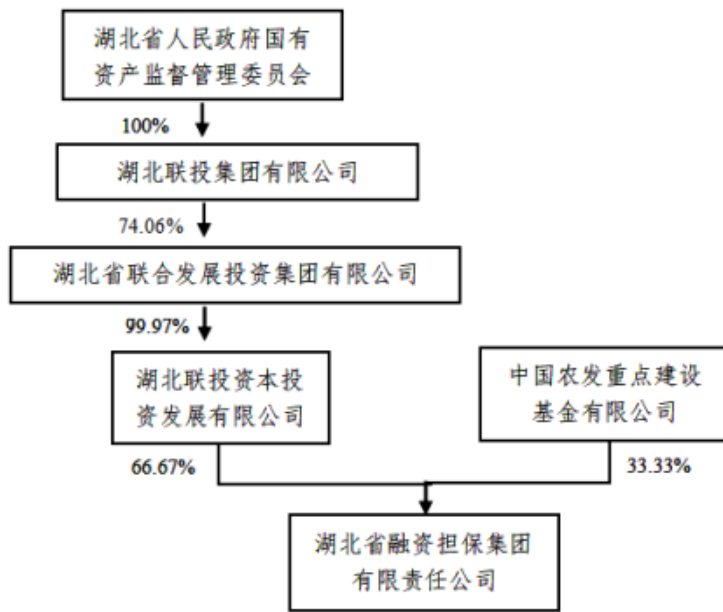 湖北省人民政府国有
资产监督管理委员会
100%
湖北联投集团有限公司
74.06%
湖北省联合发展投资集团有限公司
99.97%
湖北联投资本投
资发展有限公司
中国农发重点建设
基金有限公司
66.67%
33.33%
湖北省融资担保集团
有限责任公司